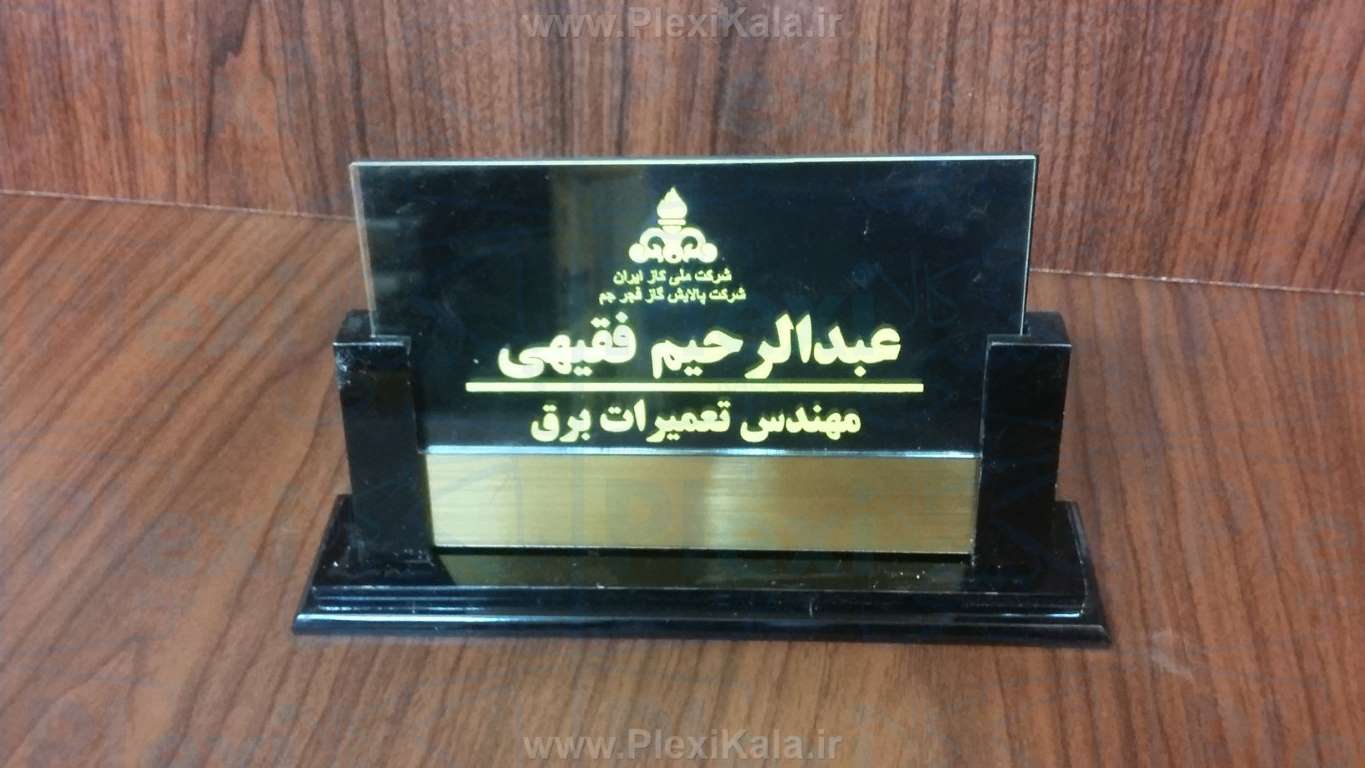 www.PlexiKala.ir
شرکت ملی گاز ایران
شرکت پالایش گاز فجر جم
عبدالرحیم فقیهی
مهندس تعمیرات برق
Plexi
www.PlexiKala.ir